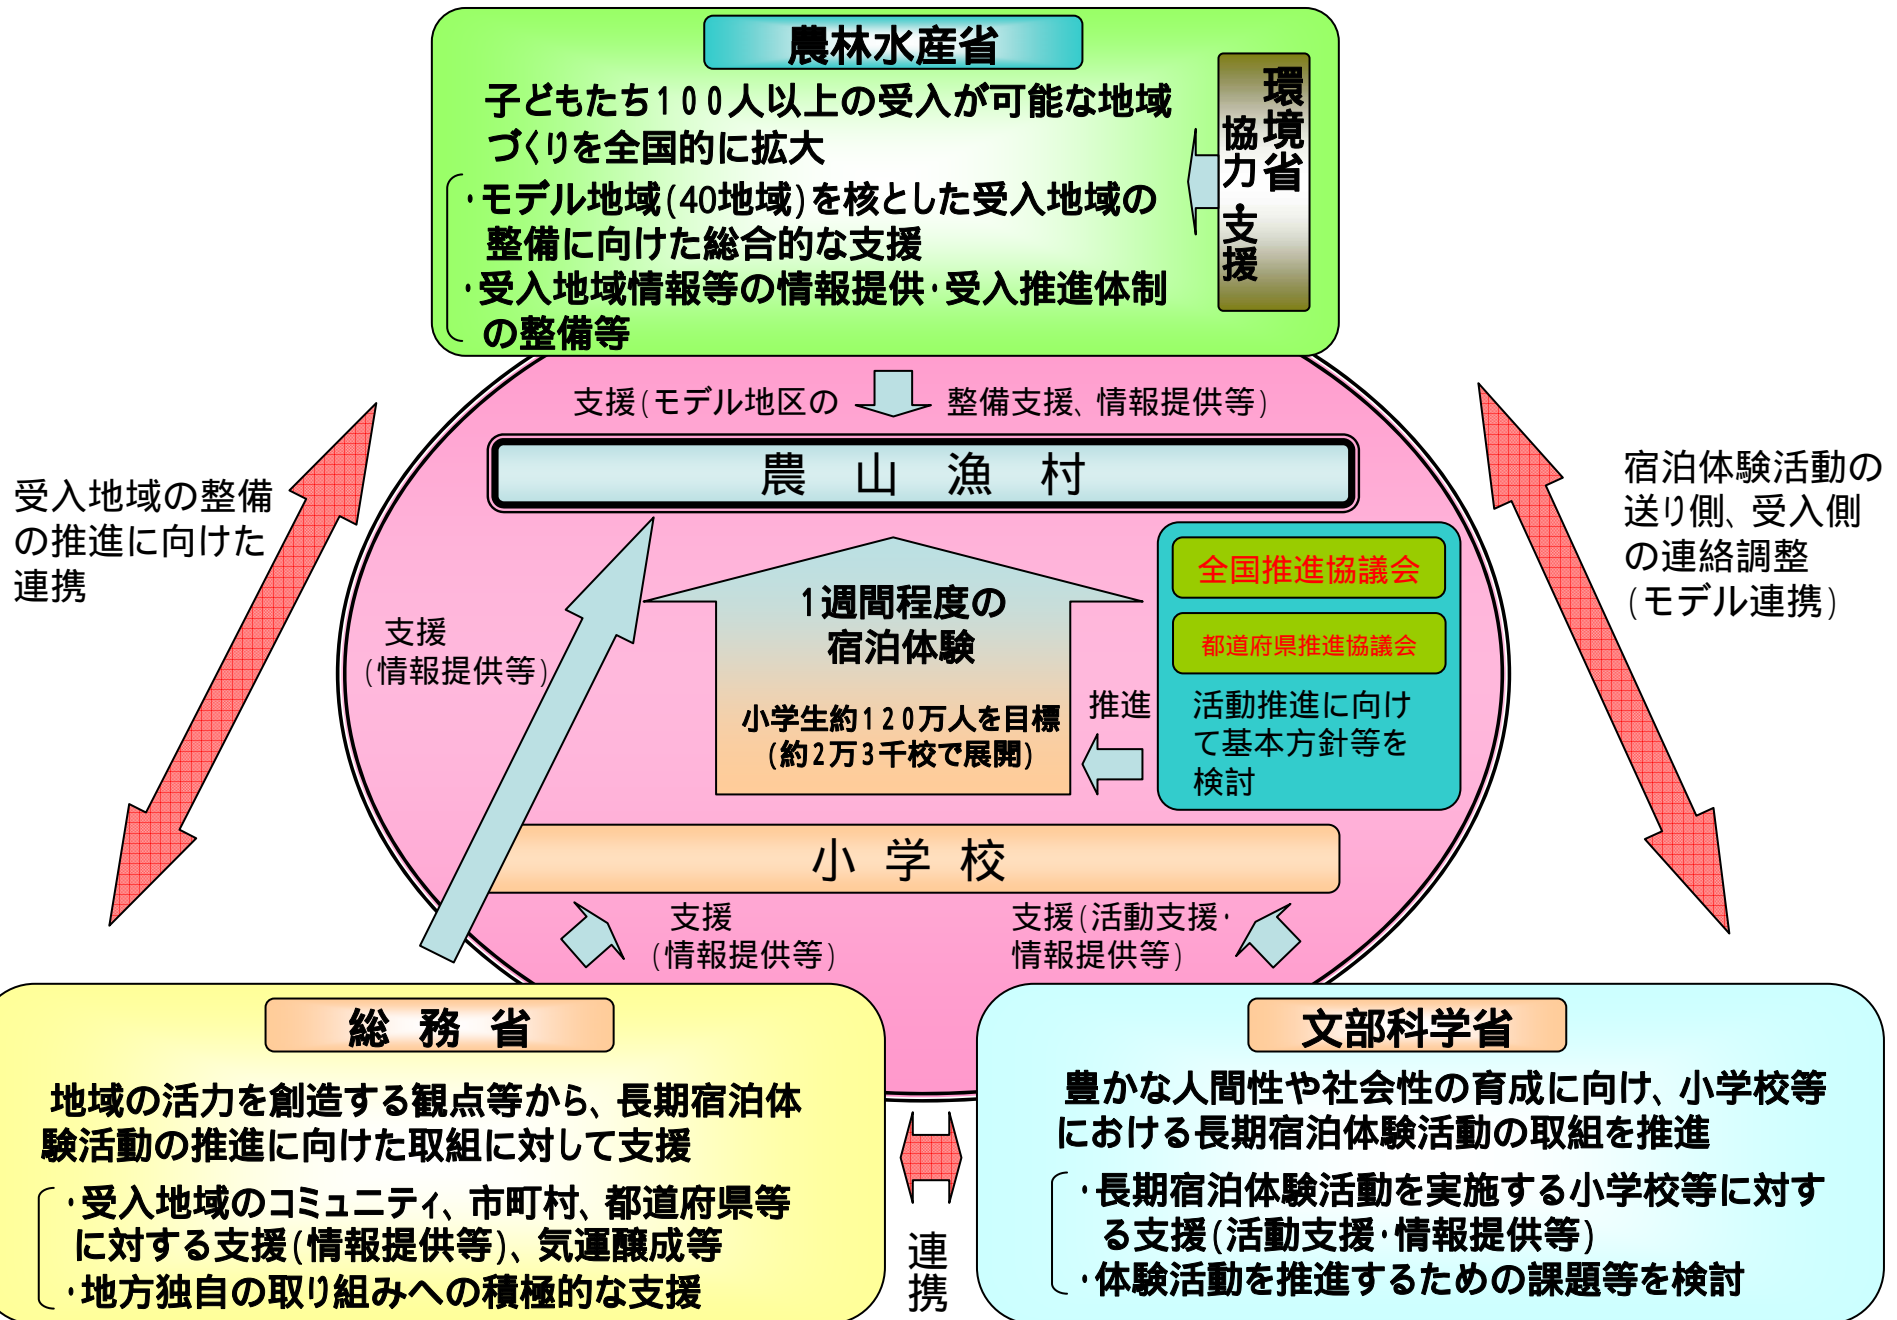 農林水産省
子どもたち100人以上の受入が可能な地域
づくりを全国的に拡大
・モデル地域(40地域)を核とした受入地域の
整備に向けた総合的な支援
・受入地域情報等の情報提供・受入推進体制
の整備等
環境省
協力・支援
支援(モデル地区の 整備支援、情報提供等)
農山漁村
受入地域の整備
の推進に向けた
連携
宿泊体験活動の
送り側、受入側
の連絡調整
(モデル連携)
支援
(情報提供等)
1週間程度の
宿泊体験
小学生約120万人を目標
(約2万3千校で展開)
推進
全国推進協議会
都道府県推進協議会
活動推進に向け
て基本方針等を
検討
小学校
支援
(情報提供等)
支援(活動支援・
情報提供等)
総務省
地域の活力を創造する観点等から、長期宿泊体
験活動の推進に向けた取組に対して支援
・受入地域のコミュニティ、市町村、都道府県等
に対する支援(情報提供等)、気運醸成等
・地方独自の取り組みへの積極的な支援
連携
文部科学省
豊かな人間性や社会性の育成に向け、小学校等
における長期宿泊体験活動の取組を推進
・長期宿泊体験活動を実施する小学校等に対す
る支援(活動支援・情報提供等)
・体験活動を推進するための課題等を検討